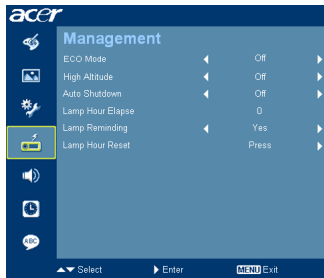 acer
Management
ECO Mode Off
High Altitude Off
Auto Shutdown Off
Lamp Hour Elapse 0
Lamp Reminding Yes
Lamp Hour Reset Press
ABC
Select Enter MENU Exit